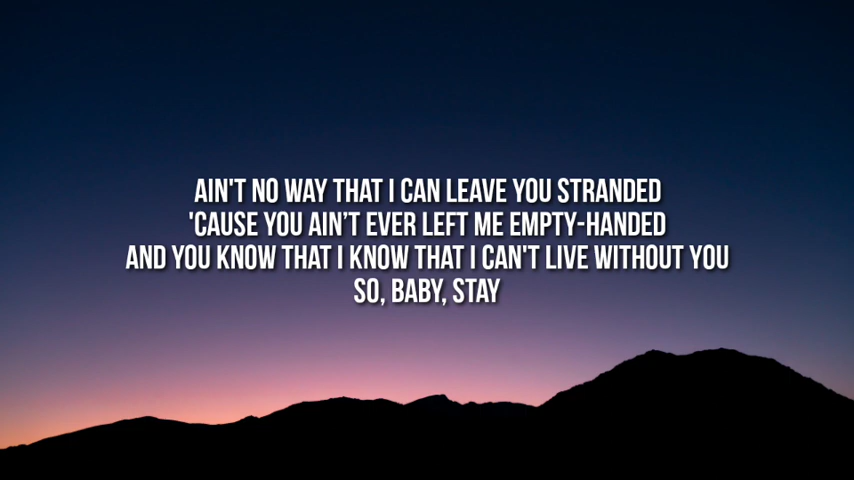 AIN'T NO WAY THAT I CAN LEAVE YOU STRANDED
'CAUSE YOU AIN’T EVER LEFT ME EMPTY-HANDED
AND YOU KNOW THAT I KNOW THAT I CAN'T LIVE WITHOUT YOU
SO, BABY, STAY